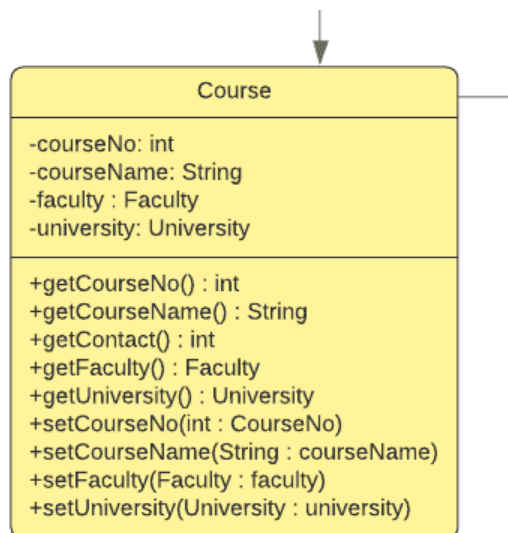 Course
-courseNo: int
-courseName: String
-faculty : Faculty
-university: University
+getCourseNo() : int
+getCourseName() : String
+getContact() : int
+getFaculty() : Faculty
+getUniversity() : University
+setCourseNo(int : CourseNo)
+setCourseName(String : courseName)
+setFaculty(Faculty : faculty)
+setUniversity(University : university)